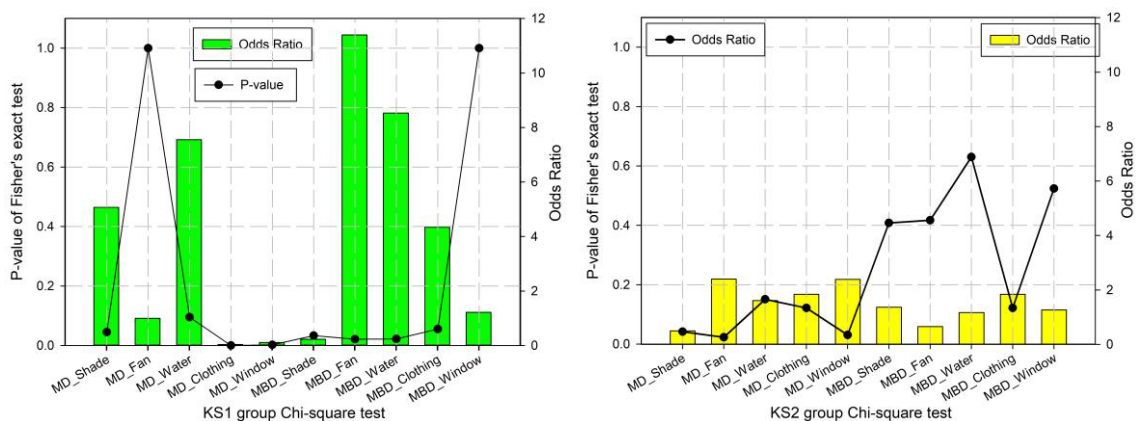 Odds Ratio
P-value
P-value of Fisher's exact test
1.0
0.8
0.6
0.4
0.2
0.0
12
10
8
6
4
2
0
Odds Ratio
MD_Shade
MD_Fan
MD_Water
MD_Clothing
MD_Window
MBD_Shade
MBD_Fan
MBD_Water
MBD_Clothing
MBD_Window
KS1 group Chi-square test
Odds Ratio
Odds Ratio
P-value of Fisher's exact test
1.0
0.8
0.6
0.4
0.2
0.0
12
10
8
6
4
2
0
Odds Ratio
MD_Shade
MD_Fan
MD_Water
MD_Clothing
MD_Window
MBD_Shade
MBD_Fan
MBD_Water
MBD_Clothing
MBD_Window
KS2 group Chi-square test